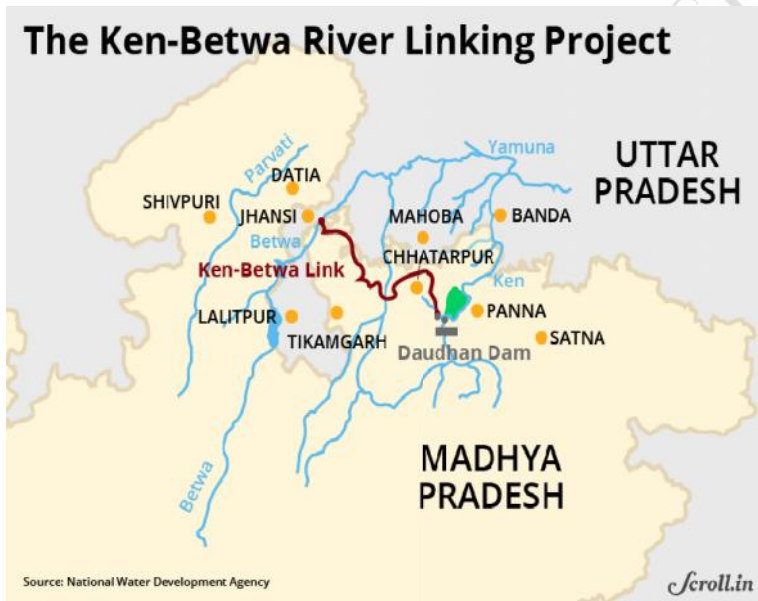 The Ken-Betwa River Linking Project
Parvati
Yamuna
UTTAR
PRADESH
DATIA
SHIVPURI
JHANSI
MAHOBA
BANDA
Betwa
CHHATARPUR
Ken-Betwa Link
Ken
LALITPUR
PANNA
TIKAMGARH
SATNA
Daudhan Dam
MADHYA
PRADESH
Betwa
Source: National Water Development Agency
Scroll.in